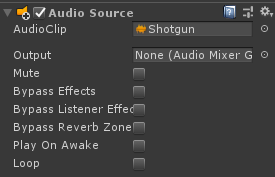 Audio Source
AudioClip Shotgun
Output None (Audio Mixer G
Mute
Bypass Effects
Bypass Listener Effec
Bypass Reverb Zone
Play On Awake
Loop